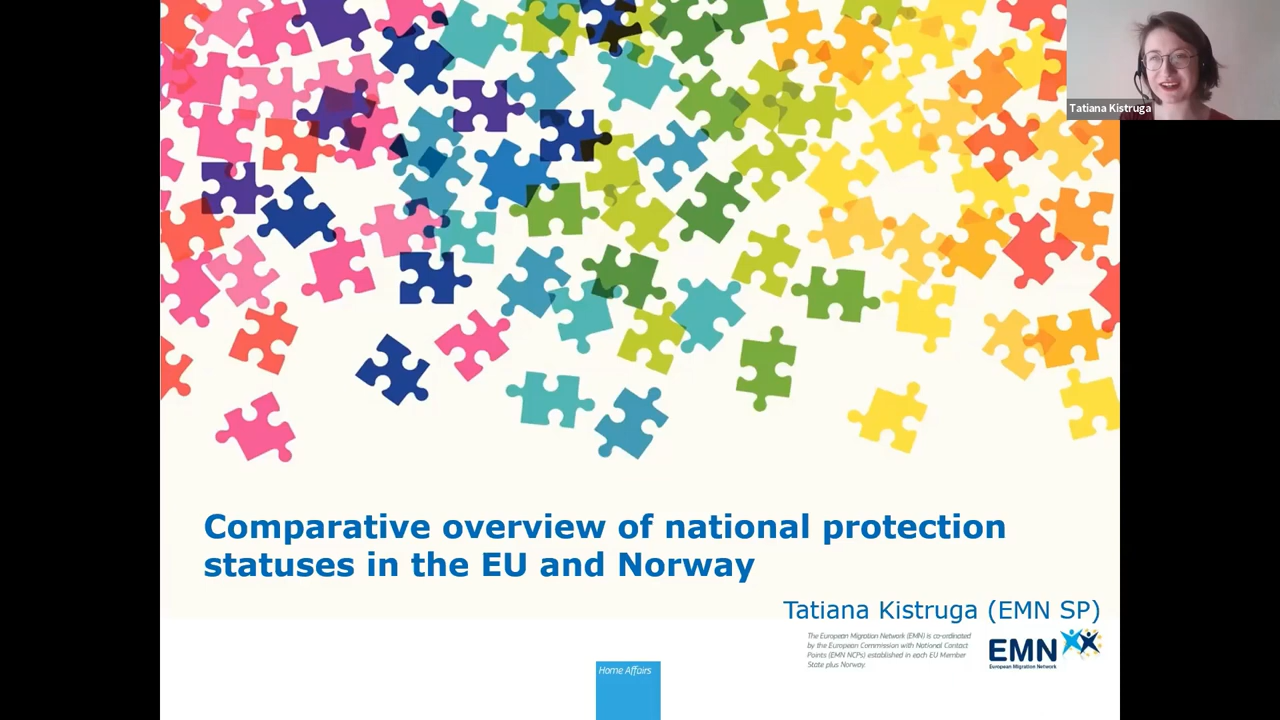 Tatiana Kistruga
Comparative overview of national protection
statuses in the EU and Norway
Tatiana Kistruga (EMN SP)
The European Migration Network (EMN) is co-ordinated
by the European Commission with National Contact
Points (EMN NCPs) established in each EU Member
State plus Norway.
EMN
European Migration Network
Home Affairs